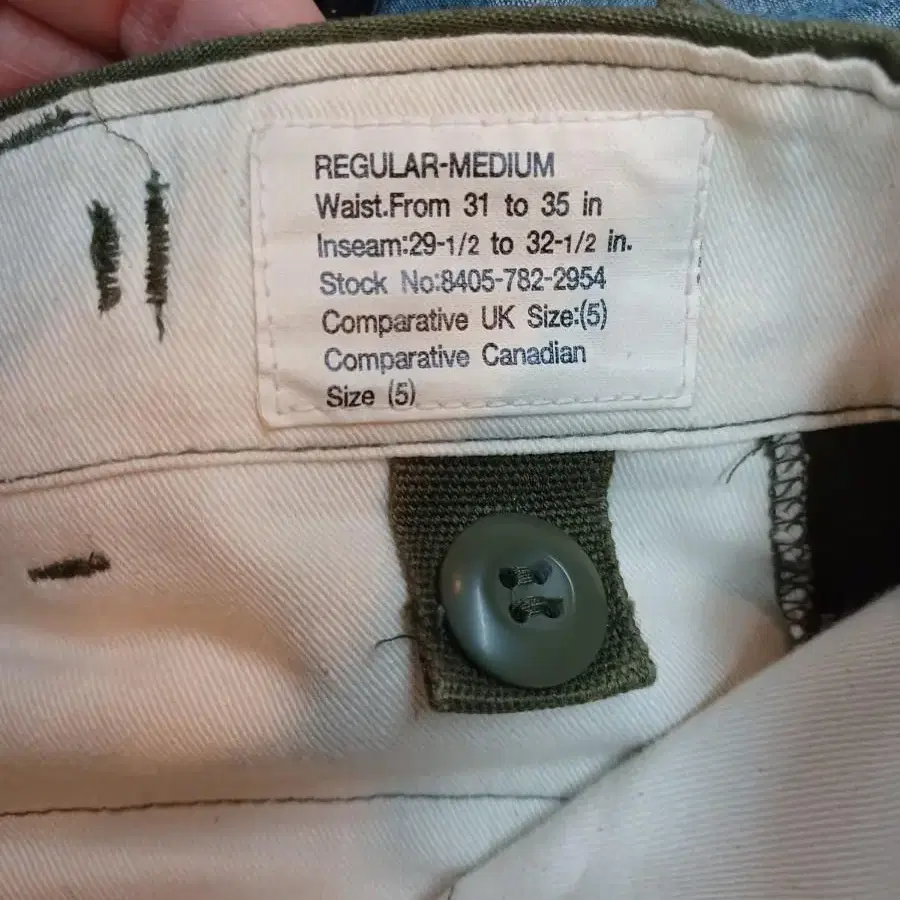 REGULAR-MEDIUM
Waist.From 31 to 35 in
Inseam:29-1/2 to 32-1/2 in.
Stock No:8405-782-2954
Comparative UK Size:(5)
Comparative Canadian
Size (5)